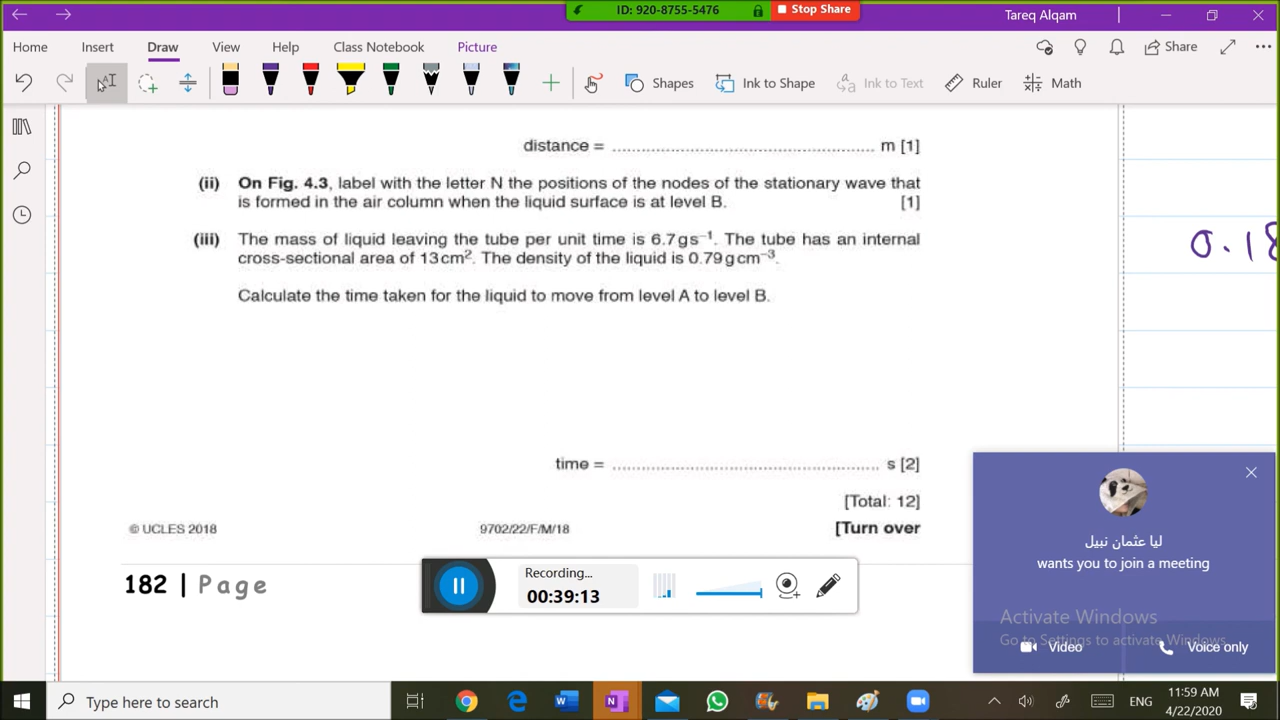 ID: 920-8755-5476 Stop Share
Tareq Alqam
Home Insert Draw View Help Class Notebook Picture Share
Shapes Ink to Shape Ink to Text Ruler Math
distance = ........................................................ m [1]
(ii) On Fig. 4.3, label with the letter N the positions of the nodes of the stationary wave that
is formed in the air column when the liquid surface is at level B. [1]
0.18
(iii) The mass of liquid leaving the tube per unit time is 6.7 g s⁻¹. The tube has an internal
cross-sectional area of 13 cm². The density of the liquid is 0.79 g cm⁻³.
Calculate the time taken for the liquid to move from level A to level B.
time = ........................................................ s [2]
[Total: 12]
© UCLES 2018 9702/22/F/M/18 [Turn over
182 | Page
Recording...
00:39:13
ليا عثمان نبيل
wants you to join a meeting
Activate Windows
Go to Settings to activate Windows.
Video Voice only
Type here to search
ENG
11:59 AM
4/22/2020